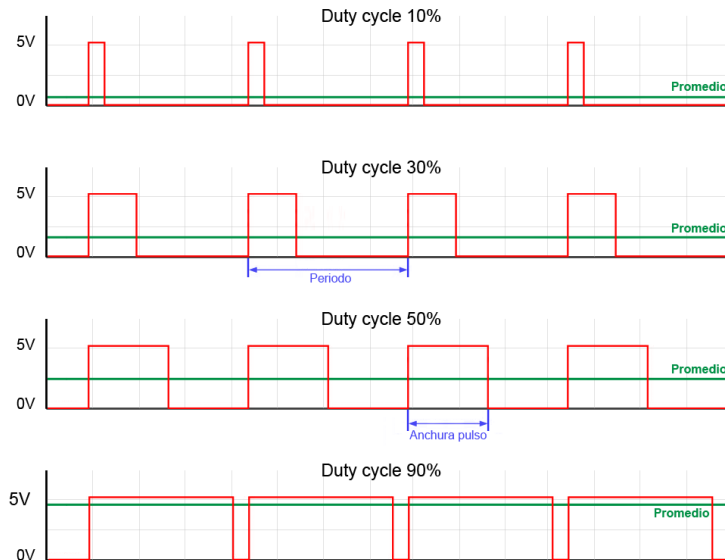 Duty cycle 10%
5V
Promedio
0V
Duty cycle 30%
5V
Promedio
0V
Periodo
Duty cycle 50%
5V
Promedio
0V
Anchura pulso
Duty cycle 90%
5V
Promedio
0V